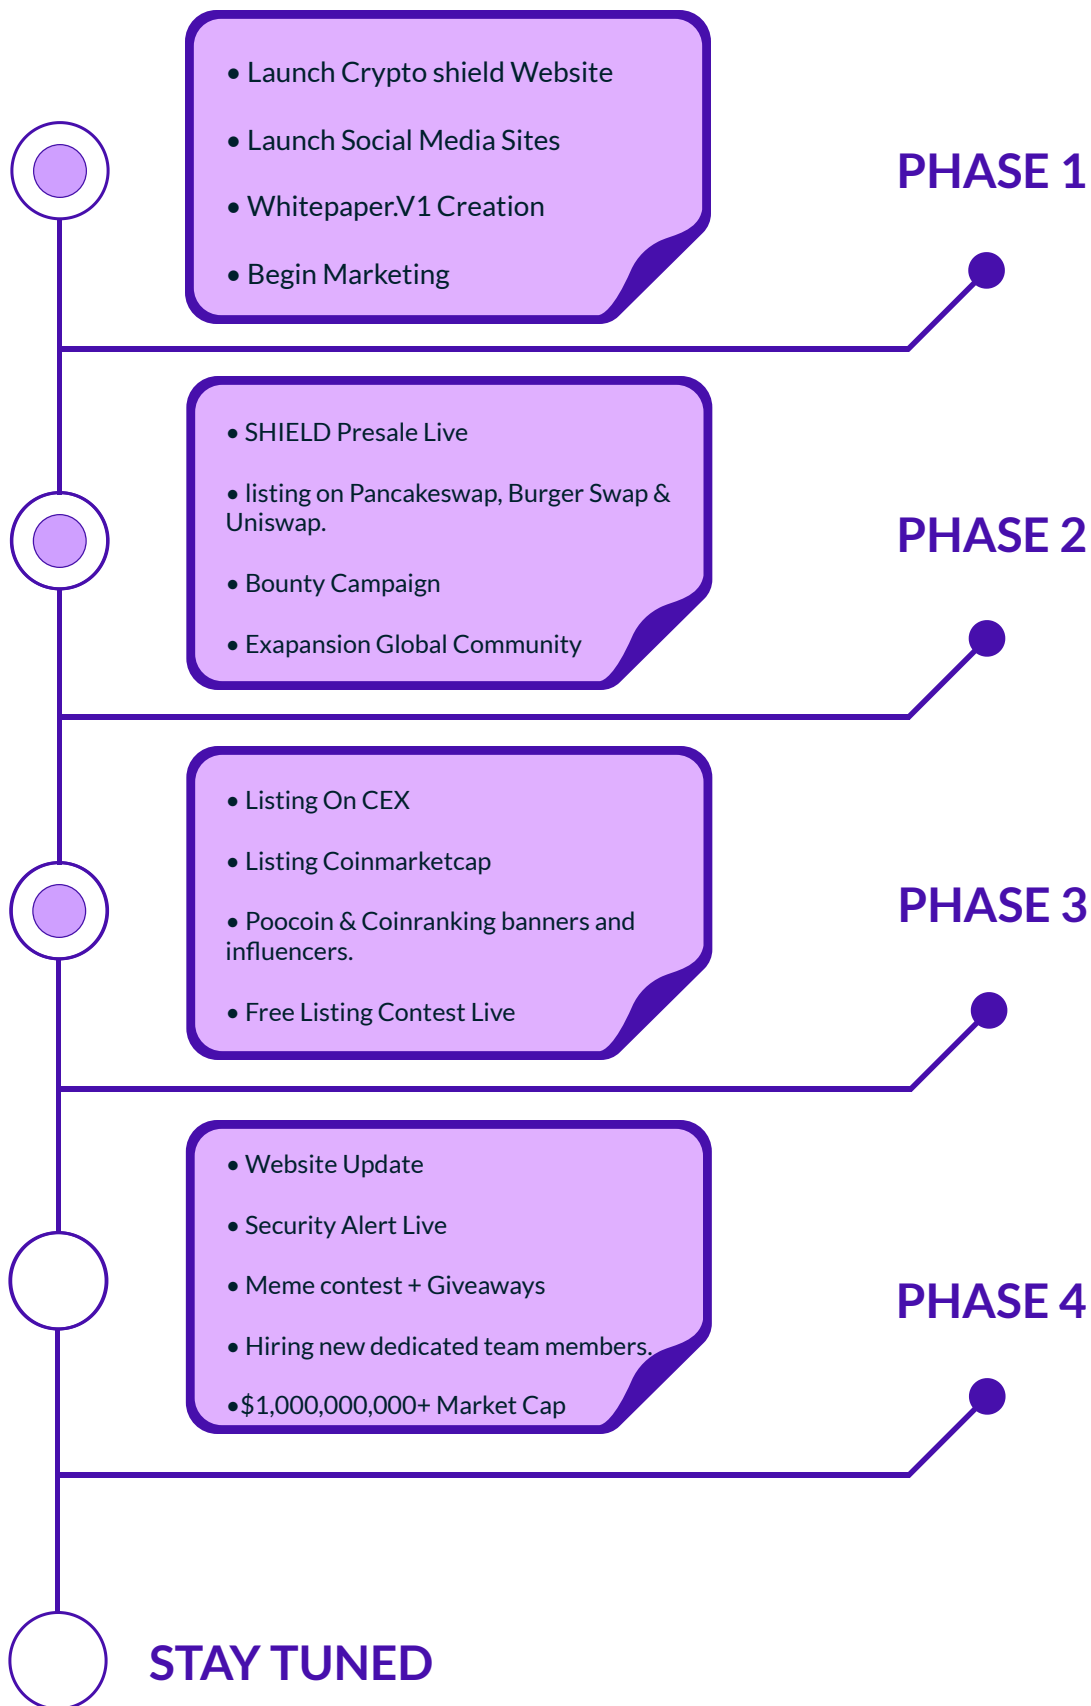 • Launch Crypto shield Website
• Launch Social Media Sites
• Whitepaper.V1 Creation
• Begin Marketing
PHASE 1
• SHIELD Presale Live
• listing on Pancakeswap, Burger Swap &
Uniswap.
• Bounty Campaign
• Exapansion Global Community
PHASE 2
• Listing On CEX
• Listing Coinmarketcap
• Poocoin & Coinranking banners and
influencers.
• Free Listing Contest Live
PHASE 3
• Website Update
• Security Alert Live
• Meme contest + Giveaways
• Hiring new dedicated team members.
•$1,000,000,000+ Market Cap
PHASE 4
STAY TUNED